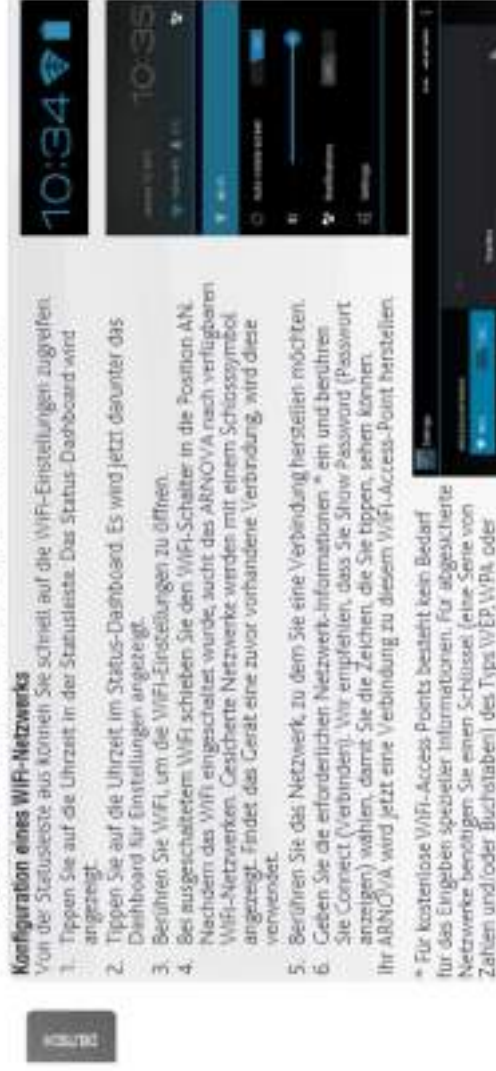 DEUTSCH
Konfiguration eines WiFi-Netzwerks
Von der Statusleiste aus können Sie schnell auf die WiFi-Einstellungen zugreifen.
1. Tippen Sie auf die Uhrzeit in der Statusleiste. Das Status-Dashboard wird
angezeigt.
2. Tippen Sie auf die Uhrzeit im Status-Dashboard. Es wird jetzt darunter das
Dashboard für Einstellungen angezeigt.
3. Berühren Sie WiFi, um die WiFi-Einstellungen zu öffnen.
4. Bei ausgeschaltetem WiFi schieben Sie den WiFi-Schalter in die Position AN.
Nachdem das WiFi eingeschaltet wurde, sucht das ARNOVA nach verfügbaren
WiFi-Netzwerken. Gesicherte Netzwerke werden mit einem Schlosssymbol
angezeigt. Findet das Gerät eine zuvor vorhandene Verbindung, wird diese
verwendet.
5. Berühren Sie das Netzwerk, zu dem Sie eine Verbindung herstellen möchten.
6. Geben Sie die erforderlichen Netzwerk-Informationen * ein und berühren
Sie Connect (Verbinden). Wir empfehlen, dass Sie Show Password (Passwort
anzeigen) wählen, damit Sie die Zeichen, die Sie tippen, sehen können.
Ihr ARNOVA wird jetzt eine Verbindung zu diesem WiFi-Access-Point herstellen.
* Für kostenlose WiFi-Access Points besteht kein Bedarf
für das Eingeben spezieller Informationen. Für abgesicherte
Netzwerke benötigen Sie einen Schlüssel (eine Serie von
Zahlen und/oder Buchstaben) des Typs WEP, WPA oder
10:34
10:35
Wi-Fi
Notifications
Settings
Settings